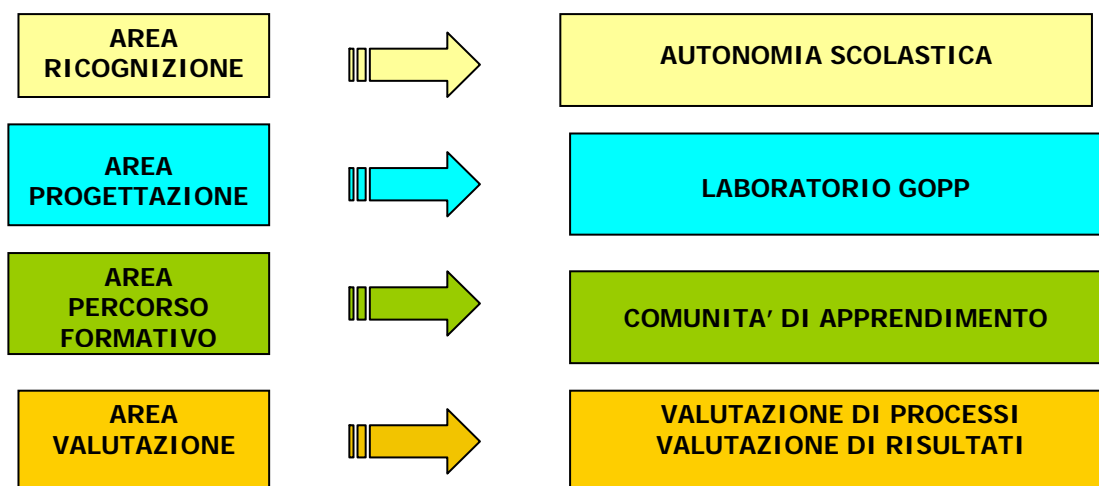 AREA
RICOGNIZIONE
AUTONOMIA SCOLASTICA
AREA
PROGETTAZIONE
LABORATORIO GOPP
AREA
PERCORSO
FORMATIVO
COMUNITA’ DI APPRENDIMENTO
AREA
VALUTAZIONE
VALUTAZIONE DI PROCESSI
VALUTAZIONE DI RISULTATI